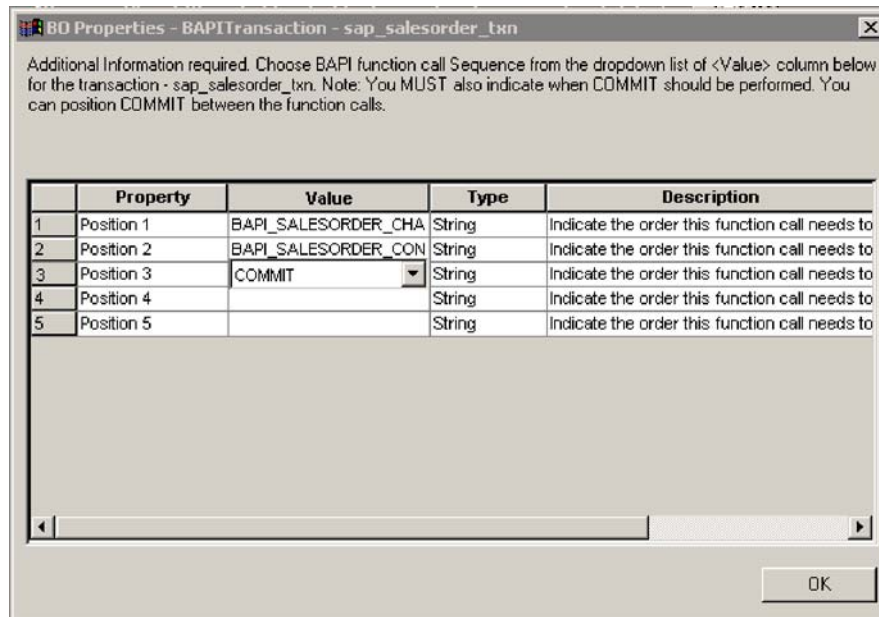 BO Properties - BAPITransaction - sap_salesorder_txn
Additional Information required. Choose BAPI function call Sequence from the dropdown list of <Value> column below
for the transaction - sap_salesorder_txn. Note: You MUST also indicate when COMMIT should be performed. You
can position COMMIT between the function calls.
Property Value Type Description
1 Position 1 BAPI_SALESORDER_CHA String Indicate the order this function call needs to
2 Position 2 BAPI_SALESORDER_CON String Indicate the order this function call needs to
3 Position 3 COMMIT String Indicate the order this function call needs to
4 Position 4 String Indicate the order this function call needs to
5 Position 5 String Indicate the order this function call needs to
OK